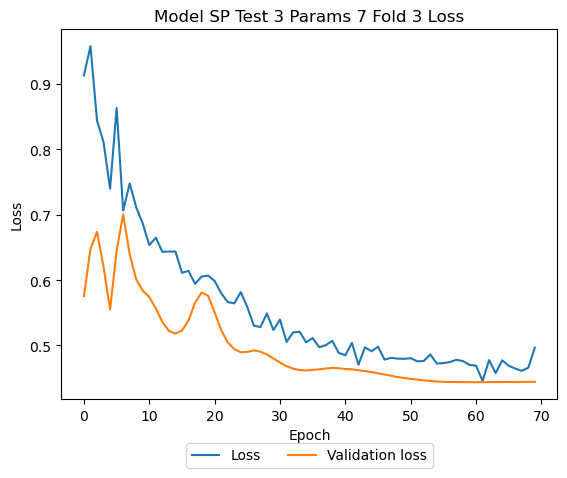 Model SP Test 3 Params 7 Fold 3 Loss
0.9
0.8
0.7
0.6
0.5
Loss
0 10 20 30 40 50 60 70
Epoch
Loss Validation loss